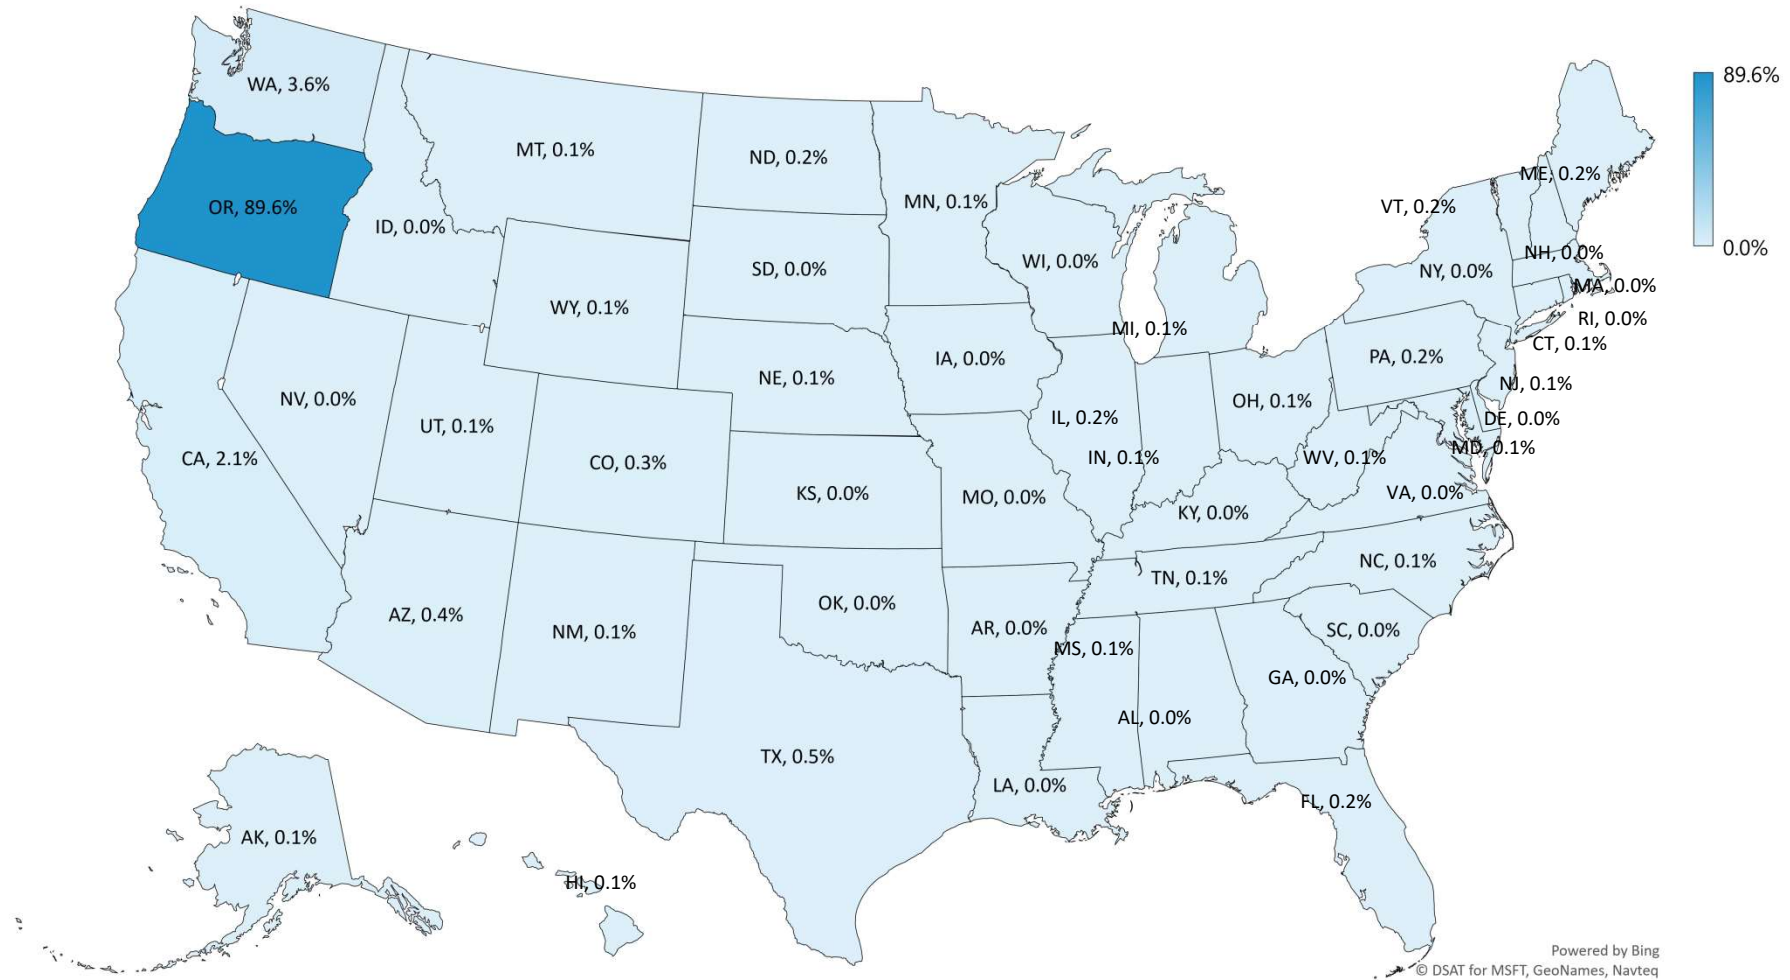 89.6%
WA, 3.6%
MT, 0.1%
ND, 0.2%
ME, 0.2%
MN, 0.1%
VT, 0.2%
OR, 89.6%
ID, 0.0%
0.0%
NH, 0.0%
WI, 0.0%
SD, 0.0%
NY, 0.0%
MA, 0.0%
WY, 0.1%
RI, 0.0%
MI, 0.1%
CT, 0.1%
IA, 0.0%
PA, 0.2%
NE, 0.1%
NJ, 0.1%
NV, 0.0%
OH, 0.1%
UT, 0.1%
IL, 0.2%
DE, 0.0%
MD, 0.1%
CA, 2.1%
CO, 0.3%
IN, 0.1%
WV, 0.1%
KS, 0.0%
MO, 0.0%
VA, 0.0%
KY, 0.0%
NC, 0.1%
TN, 0.1%
OK, 0.0%
AZ, 0.4%
NM, 0.1%
AR, 0.0%
SC, 0.0%
MS, 0.1%
GA, 0.0%
AL, 0.0%
TX, 0.5%
LA, 0.0%
FL, 0.2%
AK, 0.1%
HI, 0.1%
Powered by Bing
© DSAT for MSFT, GeoNames, Navteq